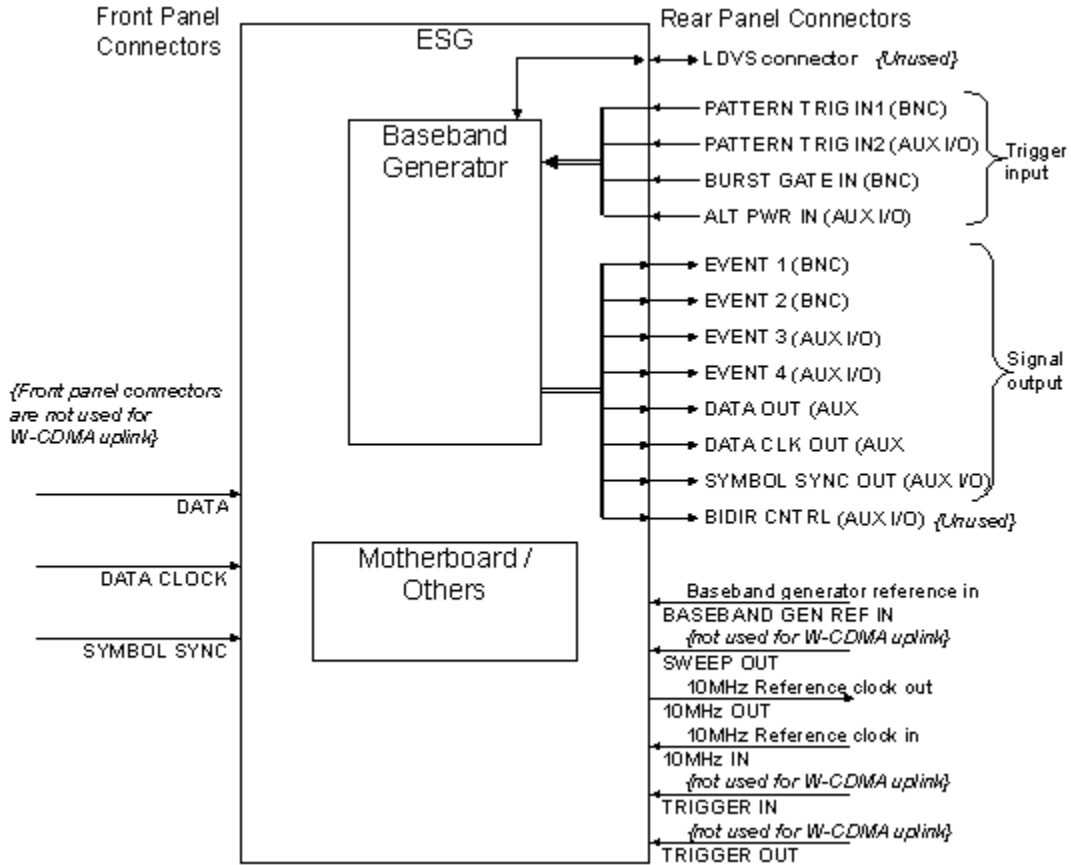 Front Panel
Connectors
Rear Panel Connectors
ESG
LDVS connector {Unused}
Baseband
Generator
PATTERN TRIG IN1 (BNC)
PATTERN TRIG IN2 (AUX I/O)
BURST GATE IN (BNC)
ALT PWR IN (AUX I/O)
Trigger
input
EVENT 1 (BNC)
EVENT 2 (BNC)
EVENT 3 (AUX I/O)
EVENT 4 (AUX I/O)
DATA OUT (AUX
DATA CLK OUT (AUX
SYMBOL SYNC OUT (AUX I/O)
Signal
output
BIDIR CNTRL (AUX I/O) {Unused}
{Front panel connectors
are not used for
W-CDMA uplink}
DATA
DATA CLOCK
SYMBOL SYNC
Motherboard /
Others
Baseband generator reference in
BASEBAND GEN REF IN
{not used for W-CDMA uplink}
SWEEP OUT
10MHz Reference clock out
10MHz OUT
10MHz Reference clock in
10MHz IN
{not used for W-CDMA uplink}
TRIGGER IN
{not used for W-CDMA uplink}
TRIGGER OUT